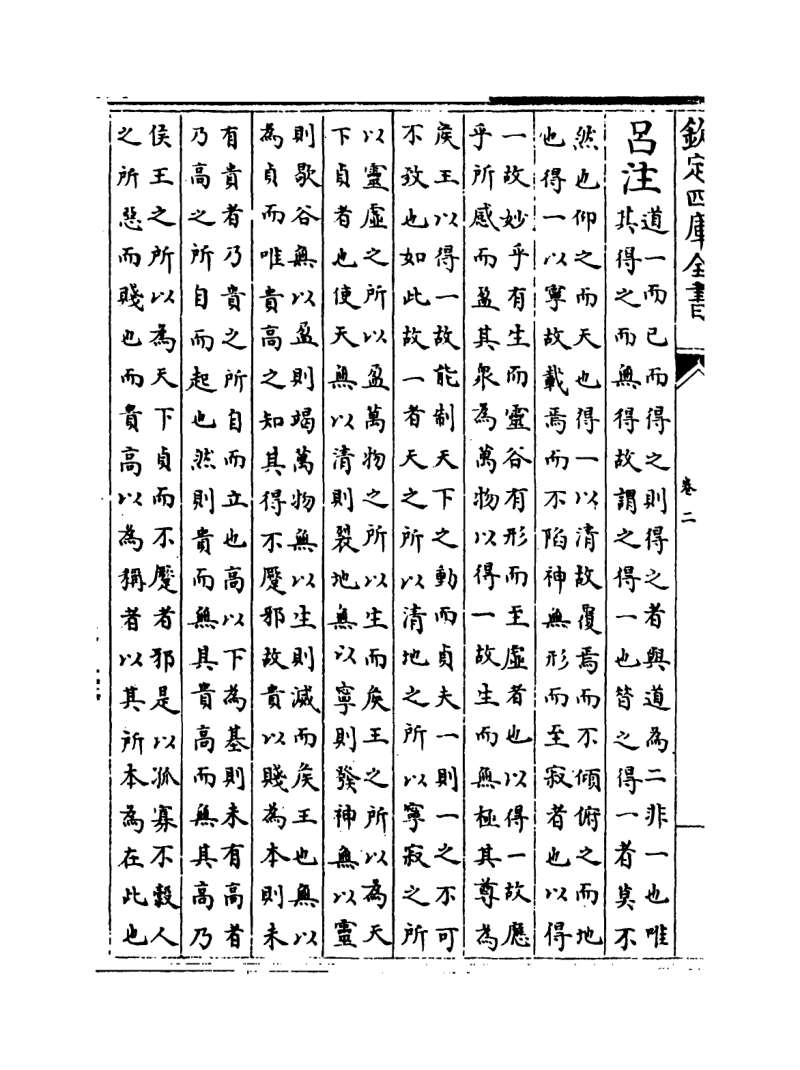 欽定四庫全書
卷二
呂注
道一而已而得之則得之者與道為二非一也唯
其得之而無得故謂之得一也皆之得一者莫不
然也仰之而天也得一以清故覆焉而不傾俯之而地
也得一以寧故載焉而不陷神無形而至寂者也以得
一故妙乎有生而靈谷有形而至虛者也以得一故應
乎所感而盈其衆為萬物以得一故生而無極其尊為
矦王以得一故能制天下之動而貞夫一則一之不可
不致也如此故一者天之所以清地之所以寧寂之所
以靈虛之所以盈萬物之所以生而矦王之所以為天
下貞者也使天無以清則裂地無以寧則發神無以靈
則歇谷無以盈則竭萬物無以生則滅而矦王也無以
為貞而唯貴高之知其得不蹷邪故貴以賤為本則未
有貴者乃貴之所自而立也高以下為基則未有高者
乃高之所自而起也然則貴而無其貴高而無其高乃
侯王之所以為天下貞而不蹷者邪是以孤寡不穀人
之所惡而賤也而貴高以為稱者以其所本為在此也